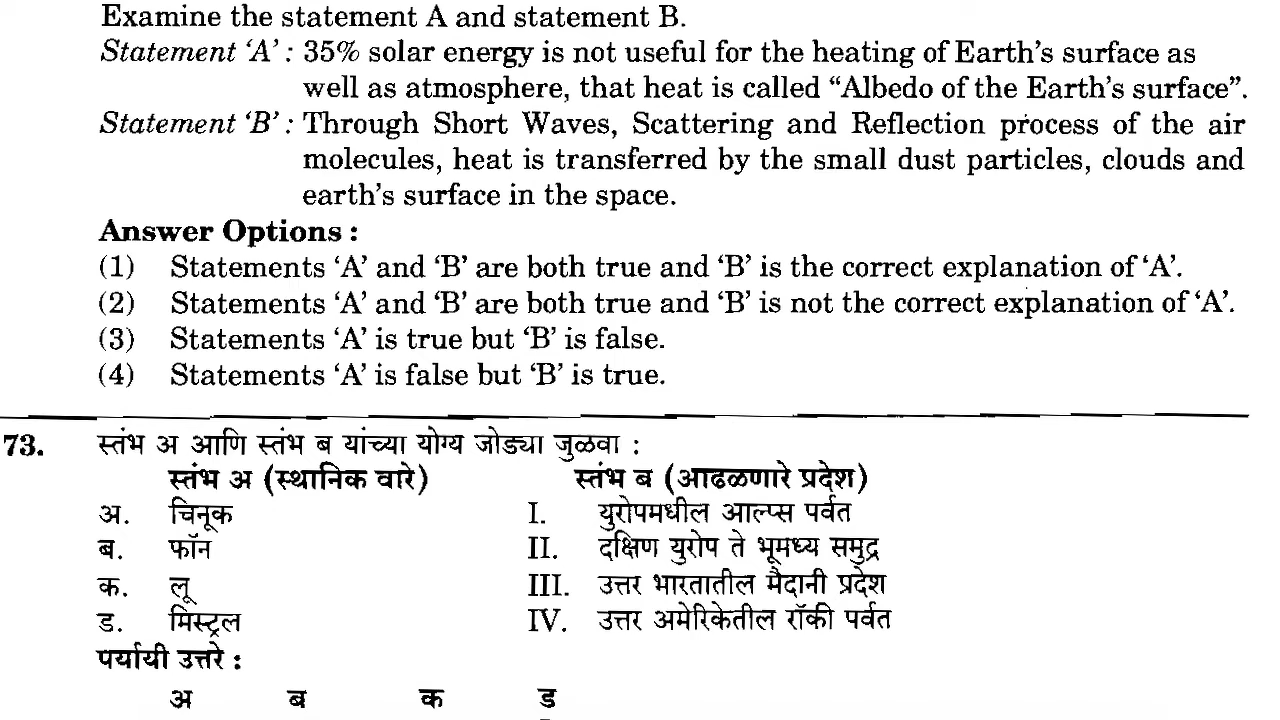 Examine the statement A and statement B.
Statement ‘A’ : 35% solar energy is not useful for the heating of Earth’s surface as
well as atmosphere, that heat is called “Albedo of the Earth’s surface”.
Statement ‘B’ : Through Short Waves, Scattering and Reflection process of the air
molecules, heat is transferred by the small dust particles, clouds and
earth’s surface in the space.
Answer Options :
(1) Statements ‘A’ and ‘B’ are both true and ‘B’ is the correct explanation of ‘A’.
(2) Statements ‘A’ and ‘B’ are both true and ‘B’ is not the correct explanation of ‘A’.
(3) Statements ‘A’ is true but ‘B’ is false.
(4) Statements ‘A’ is false but ‘B’ is true.
73. स्तंभ अ आणि स्तंभ ब यांच्या योग्य जोड्या जुळवा :
स्तंभ अ (स्थानिक वारे) स्तंभ ब (आढळणारे प्रदेश)
अ. चिनूक I. युरोपमधील आल्प्स पर्वत
ब. फॉन II. दक्षिण युरोप ते भूमध्य समुद्र
क. लू III. उत्तर भारतातील मैदानी प्रदेश
ड. मिस्ट्रल IV. उत्तर अमेरिकेतील रॉकी पर्वत
पर्यायी उत्तरे :
अ ब क ड